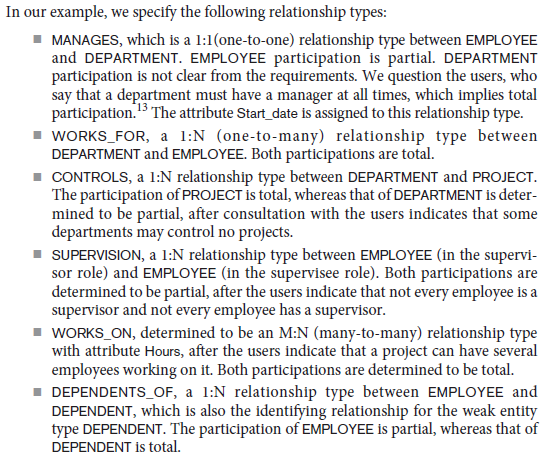 In our example, we specify the following relationship types:
■ MANAGES, which is a 1:1(one-to-one) relationship type between EMPLOYEE
and DEPARTMENT. EMPLOYEE participation is partial. DEPARTMENT
participation is not clear from the requirements. We question the users, who
say that a department must have a manager at all times, which implies total
participation.13 The attribute Start_date is assigned to this relationship type.
■ WORKS_FOR, a 1:N (one-to-many) relationship type between
DEPARTMENT and EMPLOYEE. Both participations are total.
■ CONTROLS, a 1:N relationship type between DEPARTMENT and PROJECT.
The participation of PROJECT is total, whereas that of DEPARTMENT is deter-
mined to be partial, after consultation with the users indicates that some
departments may control no projects.
■ SUPERVISION, a 1:N relationship type between EMPLOYEE (in the supervi-
sor role) and EMPLOYEE (in the supervisee role). Both participations are
determined to be partial, after the users indicate that not every employee is a
supervisor and not every employee has a supervisor.
■ WORKS_ON, determined to be an M:N (many-to-many) relationship type
with attribute Hours, after the users indicate that a project can have several
employees working on it. Both participations are determined to be total.
■ DEPENDENTS_OF, a 1:N relationship type between EMPLOYEE and
DEPENDENT, which is also the identifying relationship for the weak entity
type DEPENDENT. The participation of EMPLOYEE is partial, whereas that of
DEPENDENT is total.